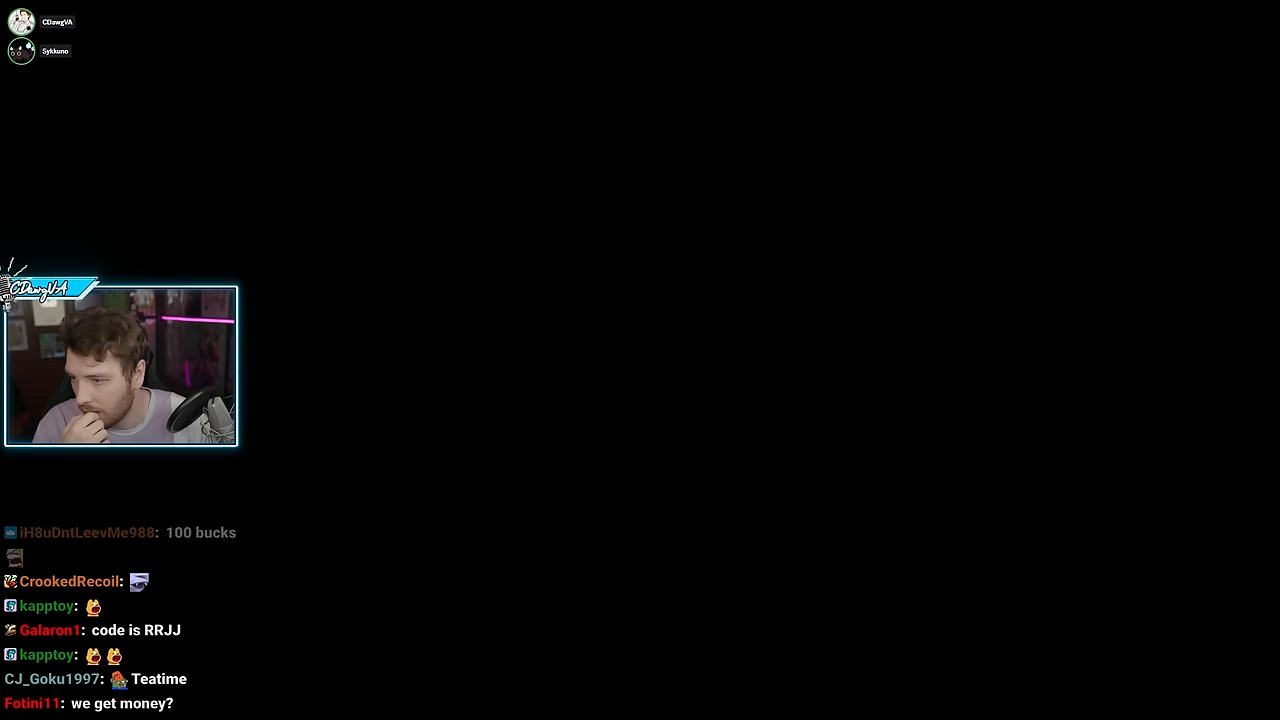 CDawgVA
Sykkuno
CDawgVA
iH8uDntLeevMe988: 100 bucks
CrookedRecoil:
kapptoy:
Galaron1: code is RRJJ
kapptoy:
CJ_Goku1997: Teatime
Fotini11: we get money?